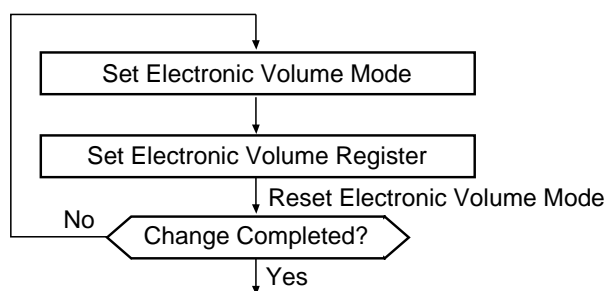 Set Electronic Volume Mode
Set Electronic Volume Register
Reset Electronic Volume Mode
No
Change Completed?
Yes